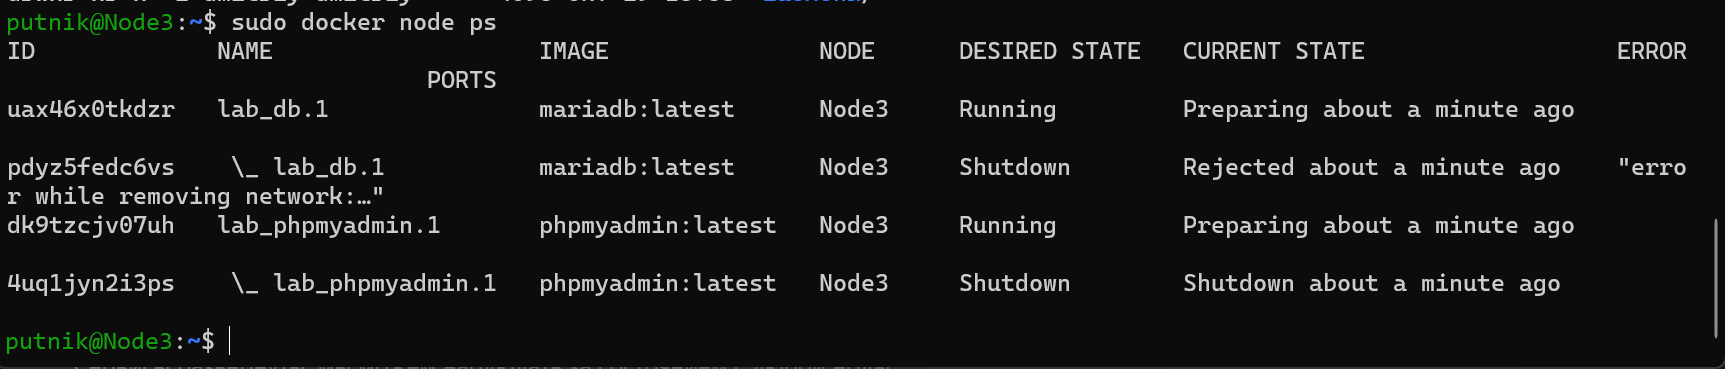 putnik@Node3:~$ sudo docker node ps
ID             NAME                   IMAGE               NODE      DESIRED STATE   CURRENT STATE                  ERROR
                              PORTS
uax46x0tkdzr   lab_db.1               mariadb:latest      Node3     Running         Preparing about a minute ago
pdyz5fedc6vs    \_ lab_db.1           mariadb:latest      Node3     Shutdown        Rejected about a minute ago    "erro
r while removing network:…"
dk9tzcjv07uh   lab_phpmyadmin.1       phpmyadmin:latest   Node3     Running         Preparing about a minute ago
4uq1jyn2i3ps    \_ lab_phpmyadmin.1   phpmyadmin:latest   Node3     Shutdown        Shutdown about a minute ago
putnik@Node3:~$